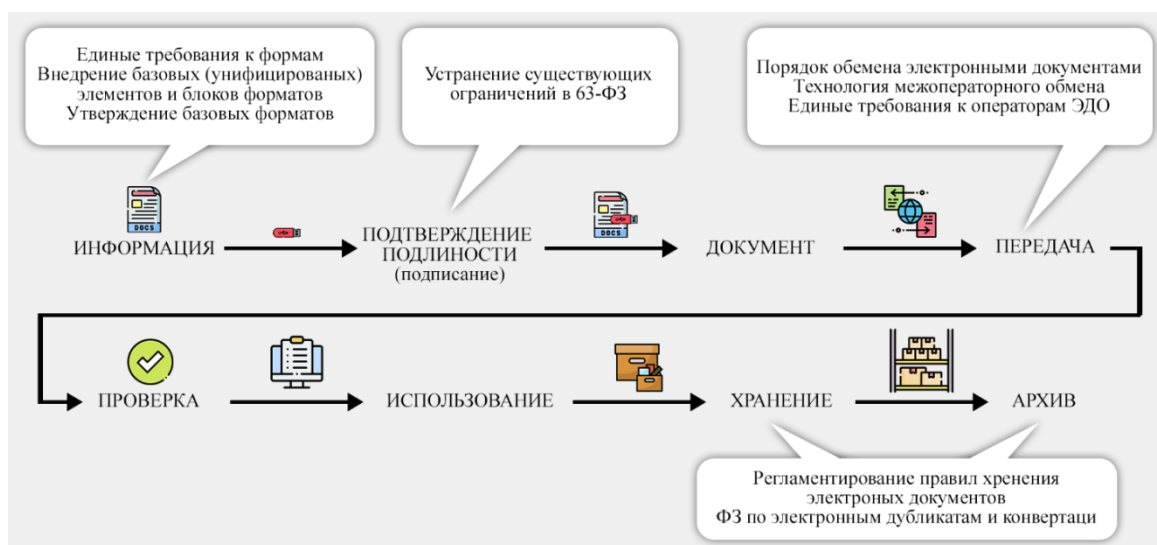 Единые требования к формам
Внедрение базовых (унифицированых)
элементов и блоков форматов
Утверждение базовых форматов
Устранение существующих
ограничений в 63-ФЗ
Порядок обемена электронными документами
Технология межоператорного обмена
Единые требования к операторам ЭДО
DOCS
DOCS
ИНФОРМАЦИЯ
ПОДТВЕРЖДЕНИЕ
ПОДЛИНОСТИ
(подписание)
ДОКУМЕНТ
ПЕРЕДАЧА
ПРОВЕРКА
ИСПОЛЬЗОВАНИЕ
ХРАНЕНИЕ
АРХИВ
Регламентирование правил хренения
электроных документов
ФЗ по электронным дубликатам и конвертаци